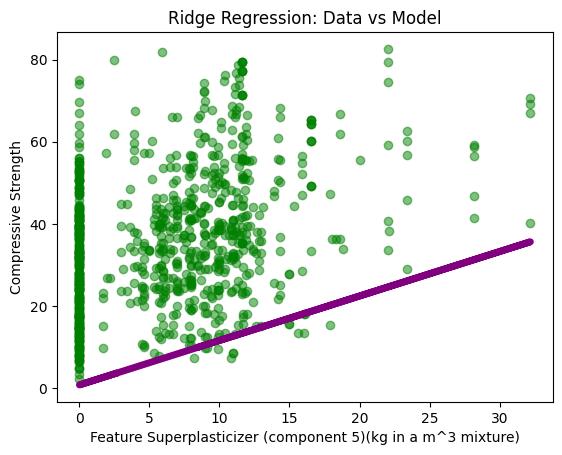 Ridge Regression: Data vs Model
Compressive Strength
80
60
40
20
0
0 5 10 15 20 25 30
Feature Superplasticizer (component 5)(kg in a m^3 mixture)